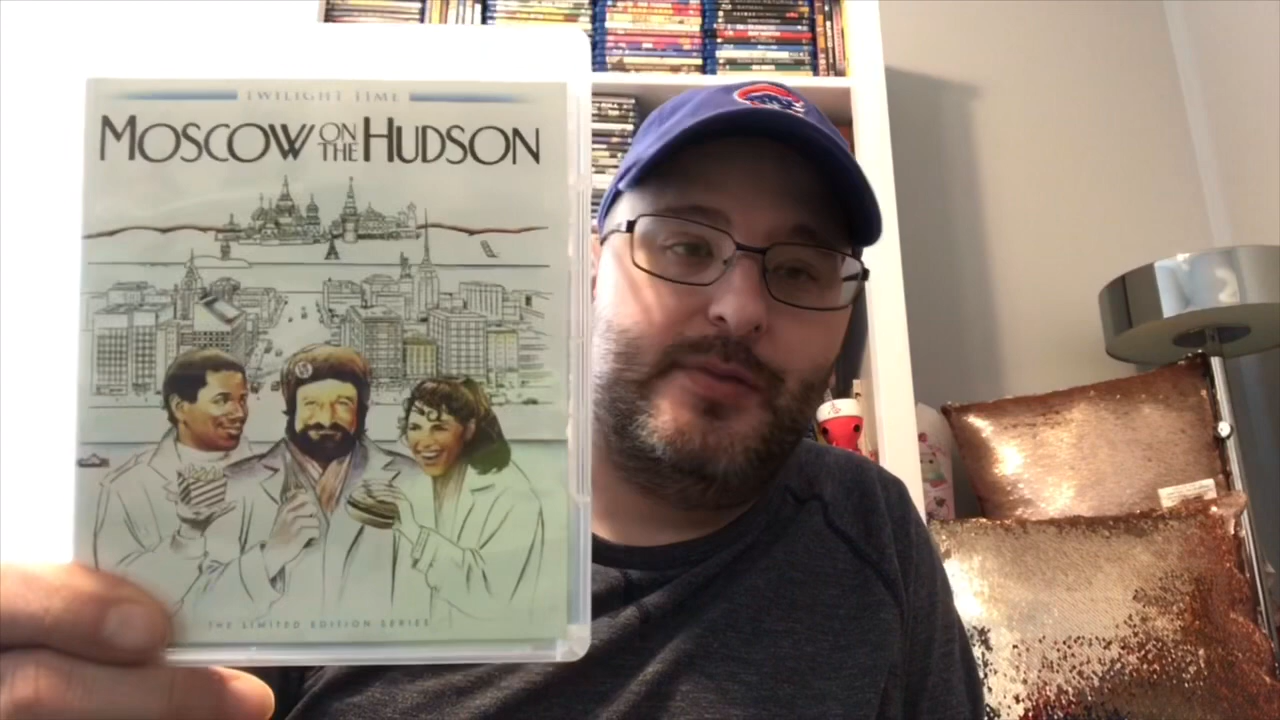 TWILIGHT TIME
MOSCOW ON THE HUDSON
THE LIMITED EDITION SERIES